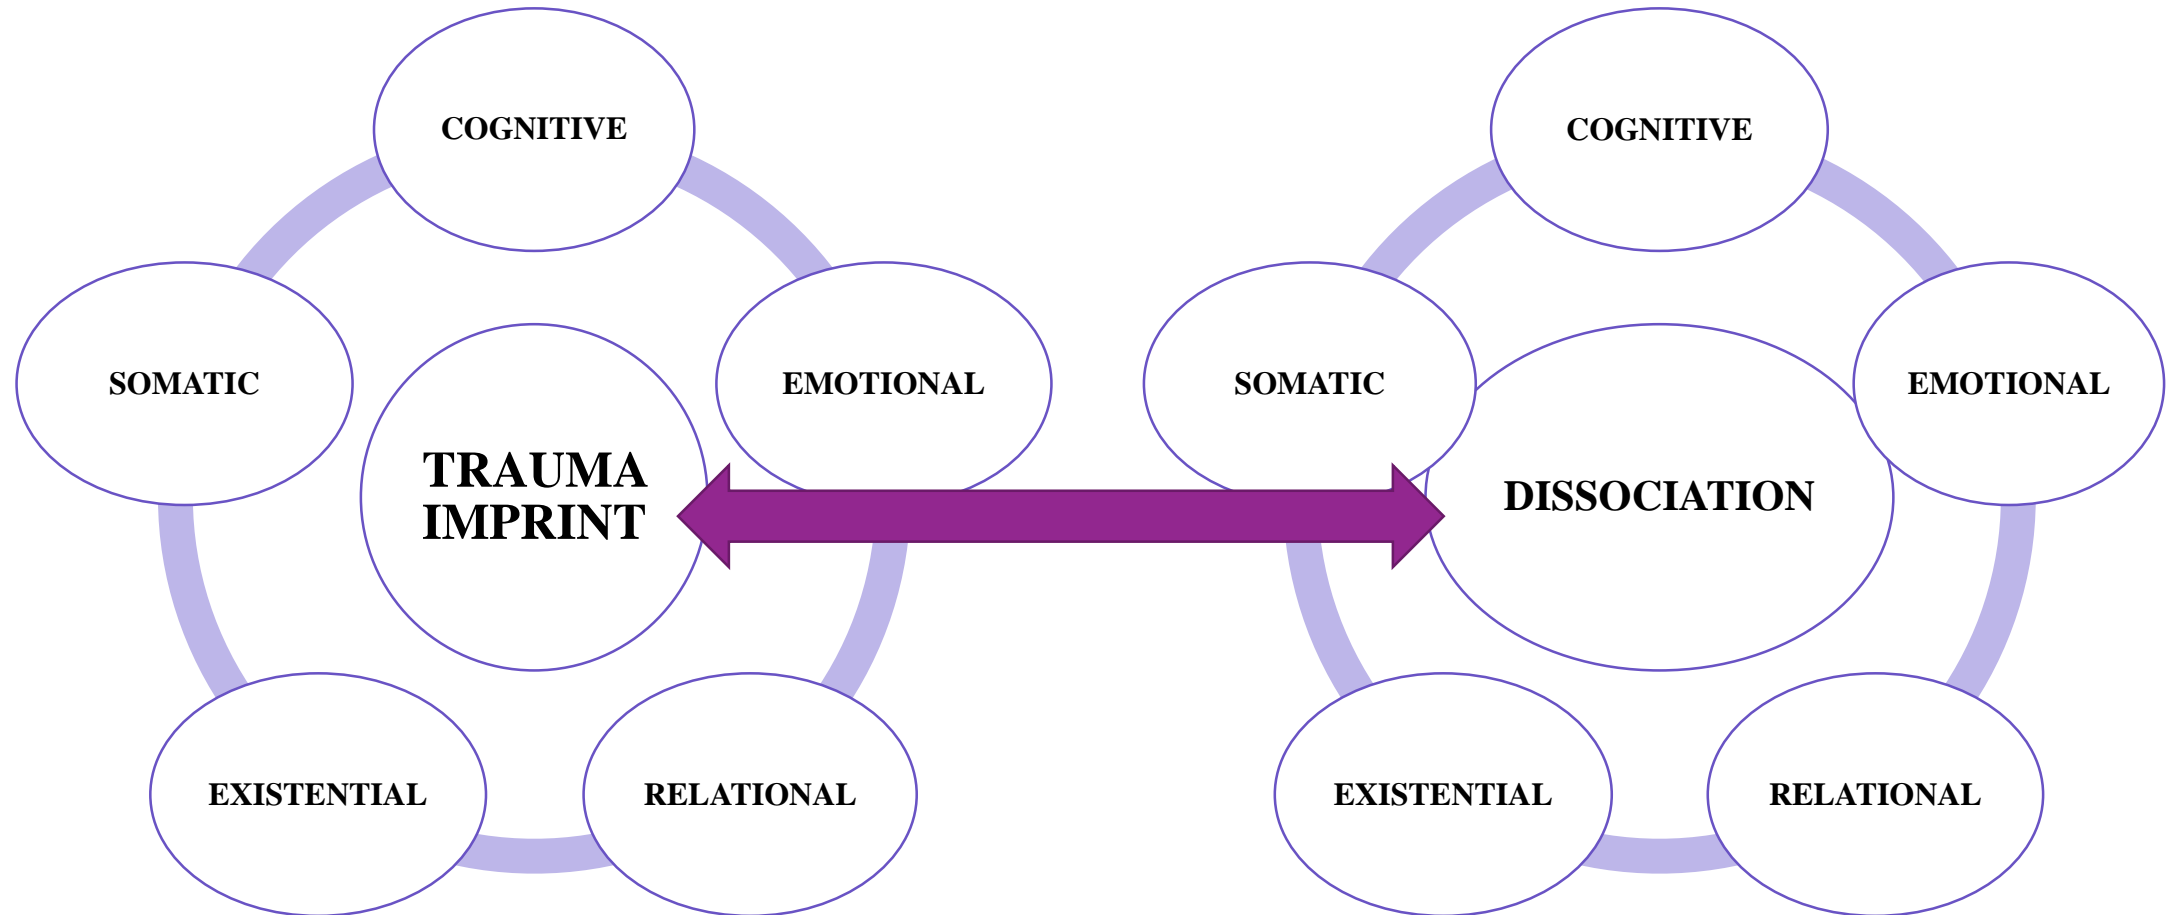 COGNITIVE
EMOTIONAL
RELATIONAL
EXISTENTIAL
SOMATIC
TRAUMA
IMPRINT
COGNITIVE
EMOTIONAL
RELATIONAL
EXISTENTIAL
SOMATIC
DISSOCIATION